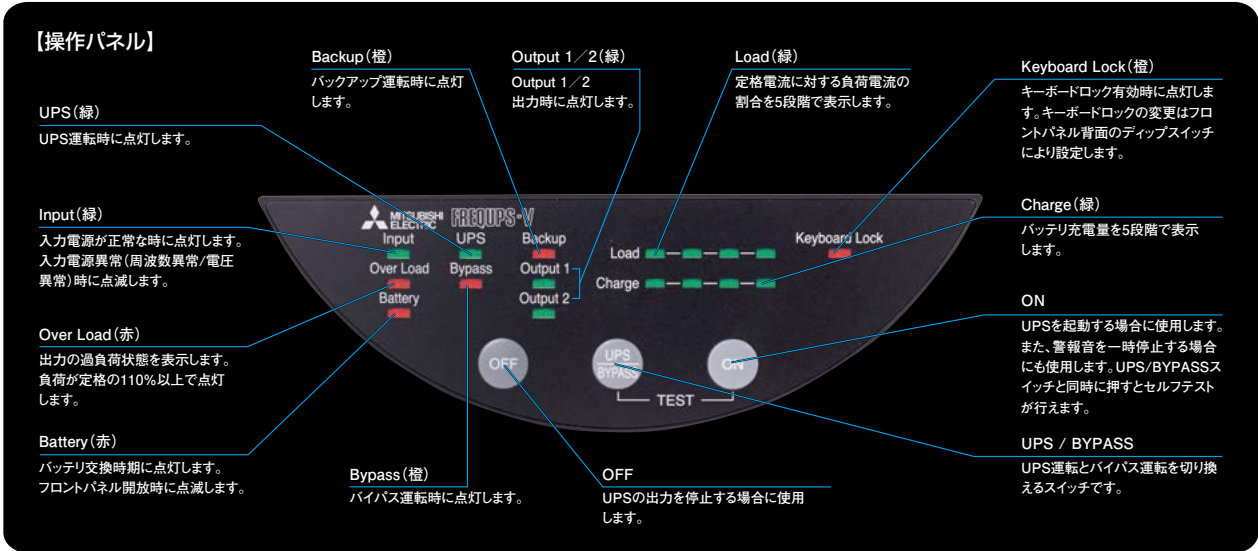 【操作パネル】
Backup(橙)
バックアップ運転時に点灯
します。
Output 1／2(緑)
Output 1／2
出力時に点灯します。
Load(緑)
定格電流に対する負荷電流の
割合を5段階で表示します。
Keyboard Lock(橙)
キーボードロック有効時に点灯しま
す。キーボードロックの変更はフロ
ントパネル背面のディップスイッチ
により設定します。
UPS(緑)
UPS運転時に点灯します。
Input(緑)
入力電源が正常な時に点灯します。
入力電源異常(周波数異常/電圧
異常)時に点滅します。
Over Load(赤)
出力の過負荷状態を表示します。
負荷が定格の110%以上で点灯
します。
Battery(赤)
バッテリ交換時期に点灯します。
フロントパネル開放時に点滅します。
MITSUBISHI
ELECTRIC
FREQUPS-V
Input UPS Backup
Over Load Bypass Output 1
Battery Output 2
Load
Charge
Keyboard Lock
OFF
UPS
BYPASS
ON
TEST
Bypass(橙)
バイパス運転時に点灯します。
OFF
UPSの出力を停止する場合に使用
します。
Charge(緑)
バッテリ充電量を5段階で表示
します。
ON
UPSを起動する場合に使用します。
また、警報音を一時停止する場合
にも使用します。UPS/BYPASSス
イッチと同時に押すとセルフテスト
が行えます。
UPS / BYPASS
UPS運転とバイパス運転を切り換
えるスイッチです。